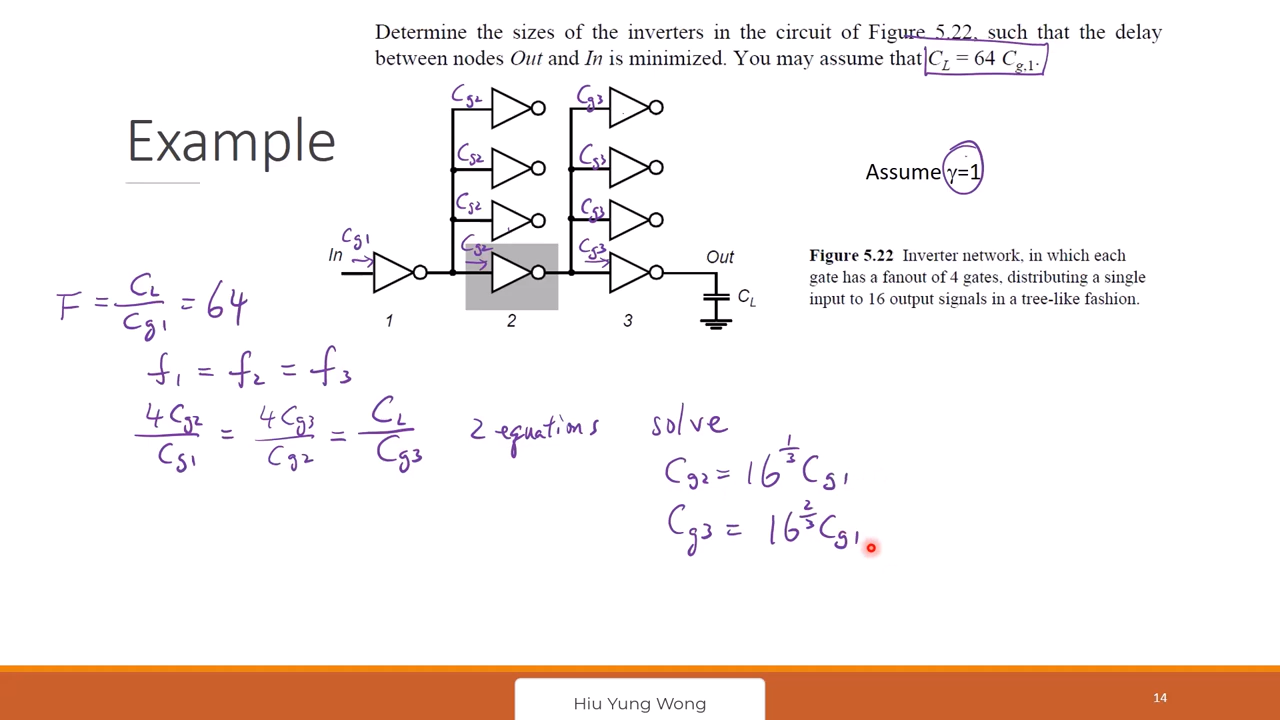 Determine the sizes of the inverters in the circuit of Figure 5.22, such that the delay
between nodes Out and In is minimized. You may assume that C_L = 64 C_g,1.
Example
C_g2
C_g3
C_g2
C_g3
C_g2
C_g3
C_g1
C_g2
C_g3
In
Out
C_L
1
2
3
Assume γ=1
Figure 5.22 Inverter network, in which each
gate has a fanout of 4 gates, distributing a single
input to 16 output signals in a tree-like fashion.
F = C_L/C_g1 = 64
f_1 = f_2 = f_3
4C_g2/C_g1 = 4C_g3/C_g2 = C_L/C_g3 2 equations solve
C_g2 = 16^(1/3) C_g1
C_g3 = 16^(2/3) C_g1
Hiu Yung Wong
14